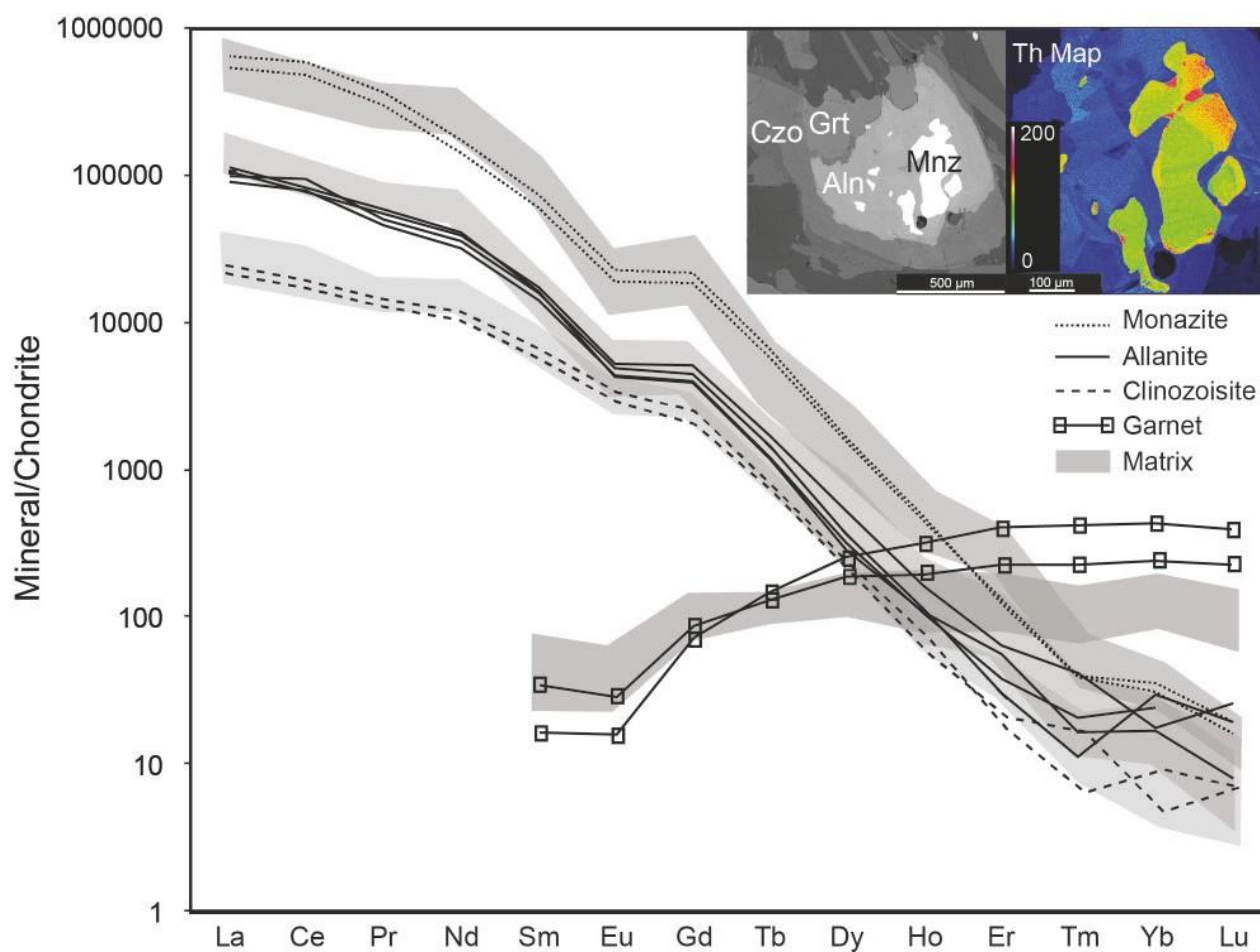 1000000
100000
10000
1000
100
10
1
Mineral/Chondrite
La Ce Pr Nd Sm Eu Gd Tb Dy Ho Er Tm Yb Lu
Czo Grt
Aln
Mnz
500 µm
Th Map
200
0
100 µm
Monazite
Allanite
Clinozoisite
Garnet
Matrix